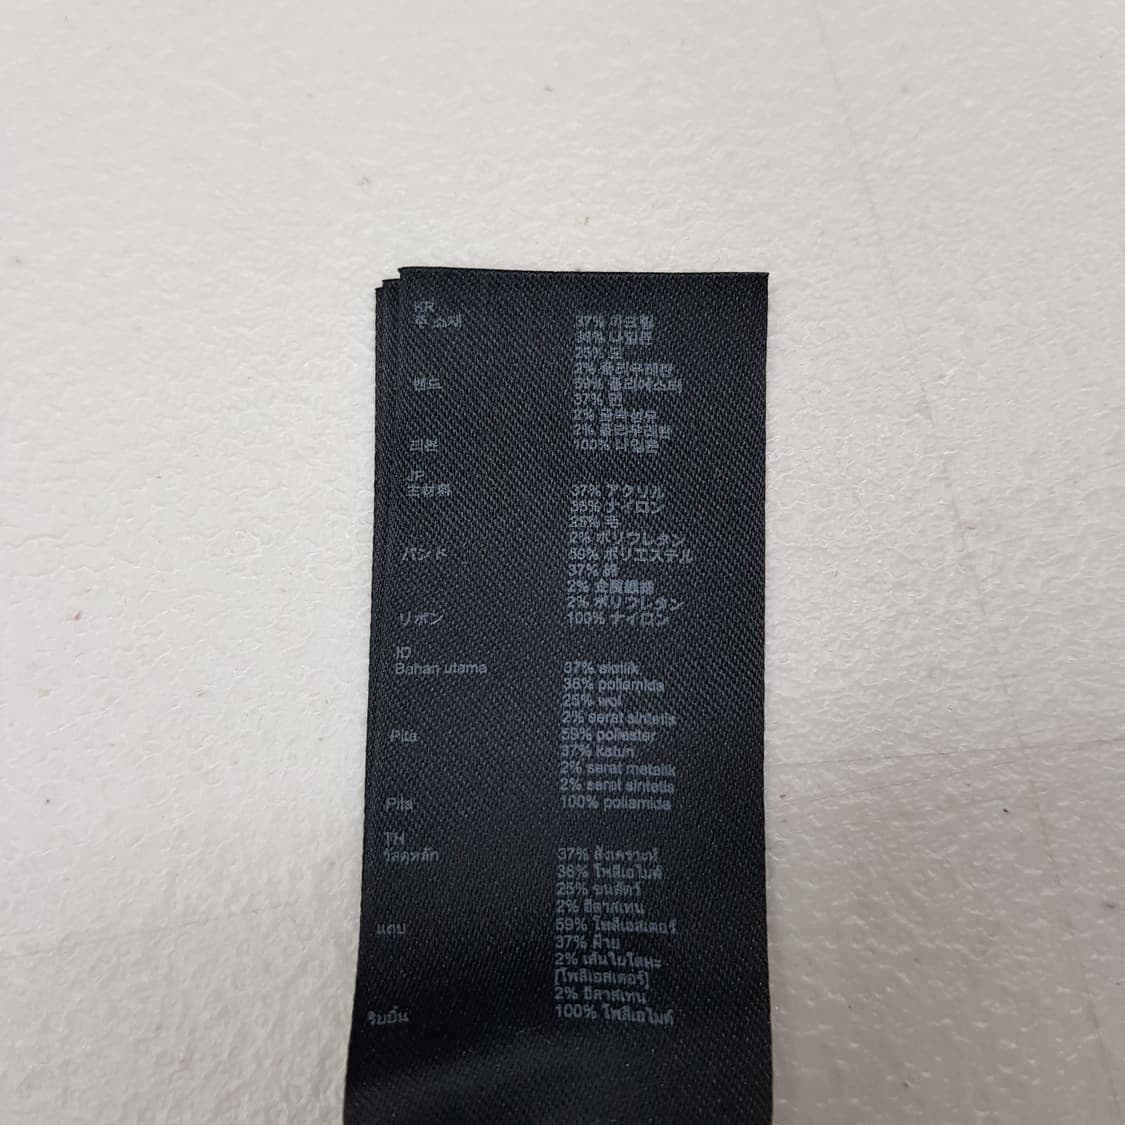 KR
주 소재 37% 아크릴
36% 나일론
25% 모
2% 폴리우레탄
밴드 59% 폴리에스터
37% 면
2% 금속섬유
2% 폴리우레탄
리본 100% 나일론
JP
主材料 37% アクリル
36% ナイロン
25% 毛
2% ポリウレタン
バンド 59% ポリエステル
37% 綿
2% 金属繊維
2% ポリウレタン
リボン 100% ナイロン
ID
Bahan utama 37% akrilik
36% poliamida
25% wol
2% serat sintetis
Pita 59% poliester
37% katun
2% serat metalik
2% serat sintetis
Pita 100% poliamida
TH
วัสดุหลัก 37% สังเคราะห์
36% โพลีเอไมด์
25% ขนสัตว์
2% อีลาสเทน
แถบ 59% โพลีเอสเตอร์
37% ฝ้าย
2% เส้นใยโลหะ
[โพลีเอสเตอร์]
2% อีลาสเทน
ริบบิ้น 100% โพลีเอไมด์